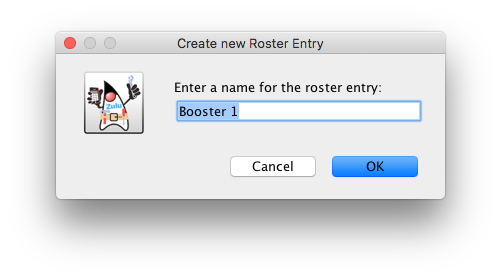 Create new Roster Entry
Enter a name for the roster entry:
Zulu
Booster 1
Cancel
OK